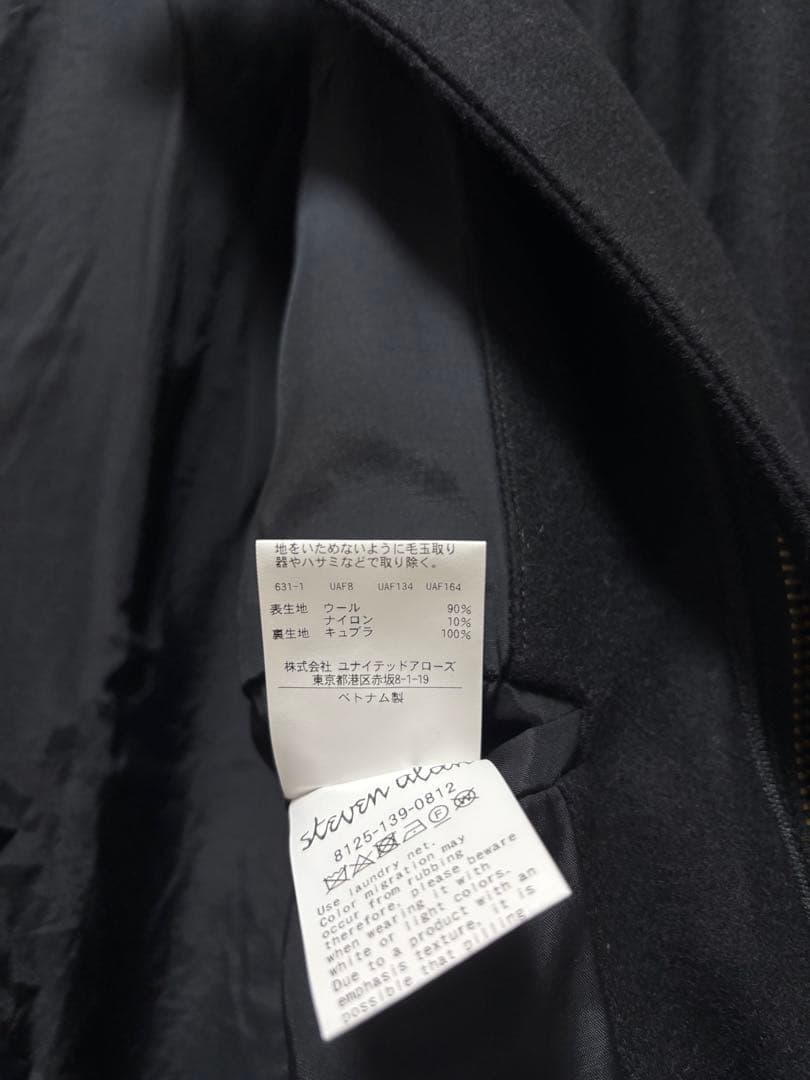 地をいためないように毛玉取り
器やハサミなどで取り除く。
631-1 UAF8 UAF134 UAF164
表生地 ウール 90%
ナイロン 10%
裏生地 キュプラ 100%
株式会社 ユナイテッドアローズ
東京都港区赤坂8-1-19
ベトナム製
steven alan
8125-139-0812
Use laundry net.
Color migration may
occur from rubbing
therefore, please beware
when wearing it with
white or light colors.
Due to a product with an
emphasis texture, it is
possible that pilling